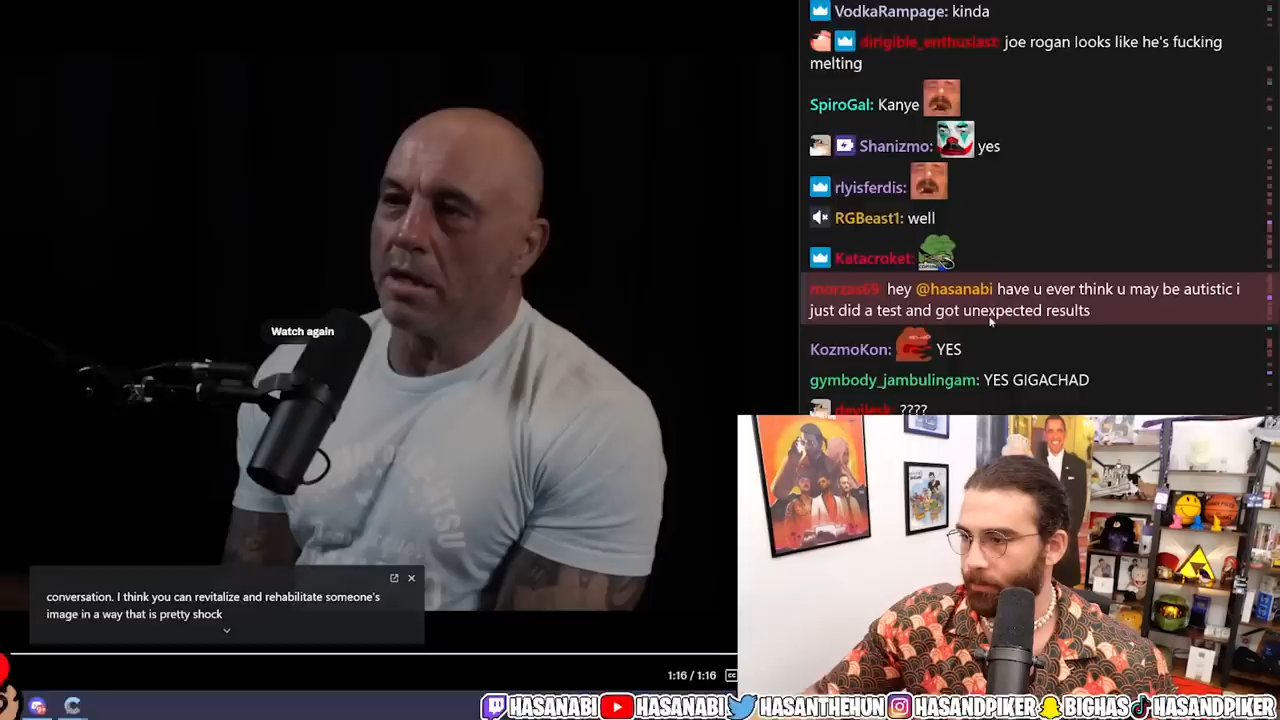 VodkaRampage: kinda
dirigible_enthusiast joe rogan looks like he's fucking
melting
SpiroGal: Kanye
Shanizmo: yes
rlyisferdis:
RGBeast1: well
Katacroket:
morzas69 hey @hasanabi have u ever think u may be autistic i
just did a test and got unexpected results
KozmoKon: YES
gymbody_jambulingam: YES GIGACHAD
devilesk ????
Watch again
conversation. I think you can revitalize and rehabilitate someone's
image in a way that is pretty shock
1:16 / 1:16
HASANABI HASANABI HASANTHEHUN HASANDPIKER BIGHAS HASANDPIKER